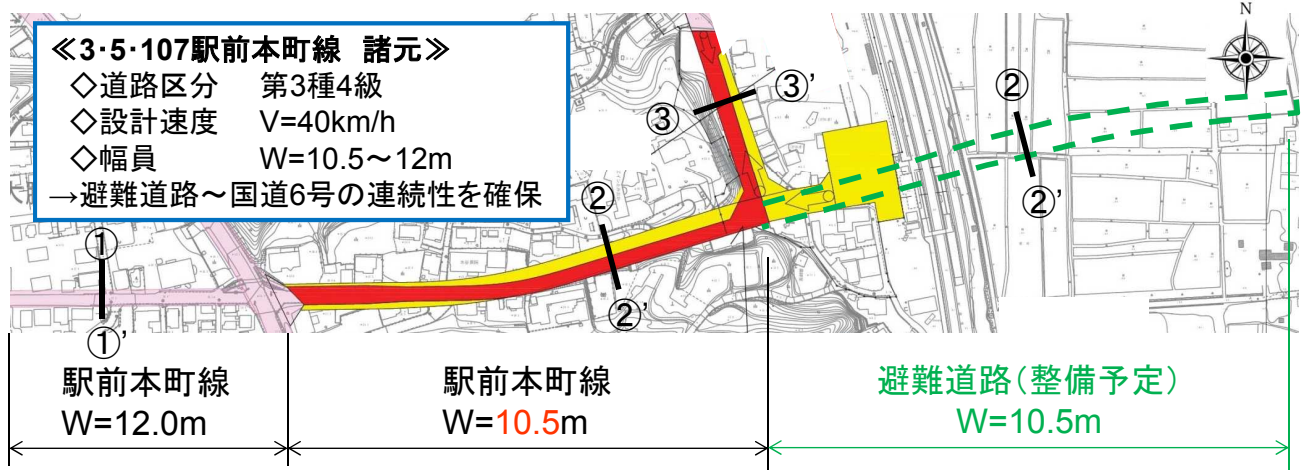 ≪3･5･107駅前本町線 諸元≫
◇道路区分 第3種4級
◇設計速度 V=40km/h
◇幅員 W=10.5～12m
→避難道路～国道6号の連続性を確保
N
③ ③’
② ②’
② ②’
① ①’
駅前本町線
W=12.0m
駅前本町線
W=10.5m
避難道路(整備予定)
W=10.5m